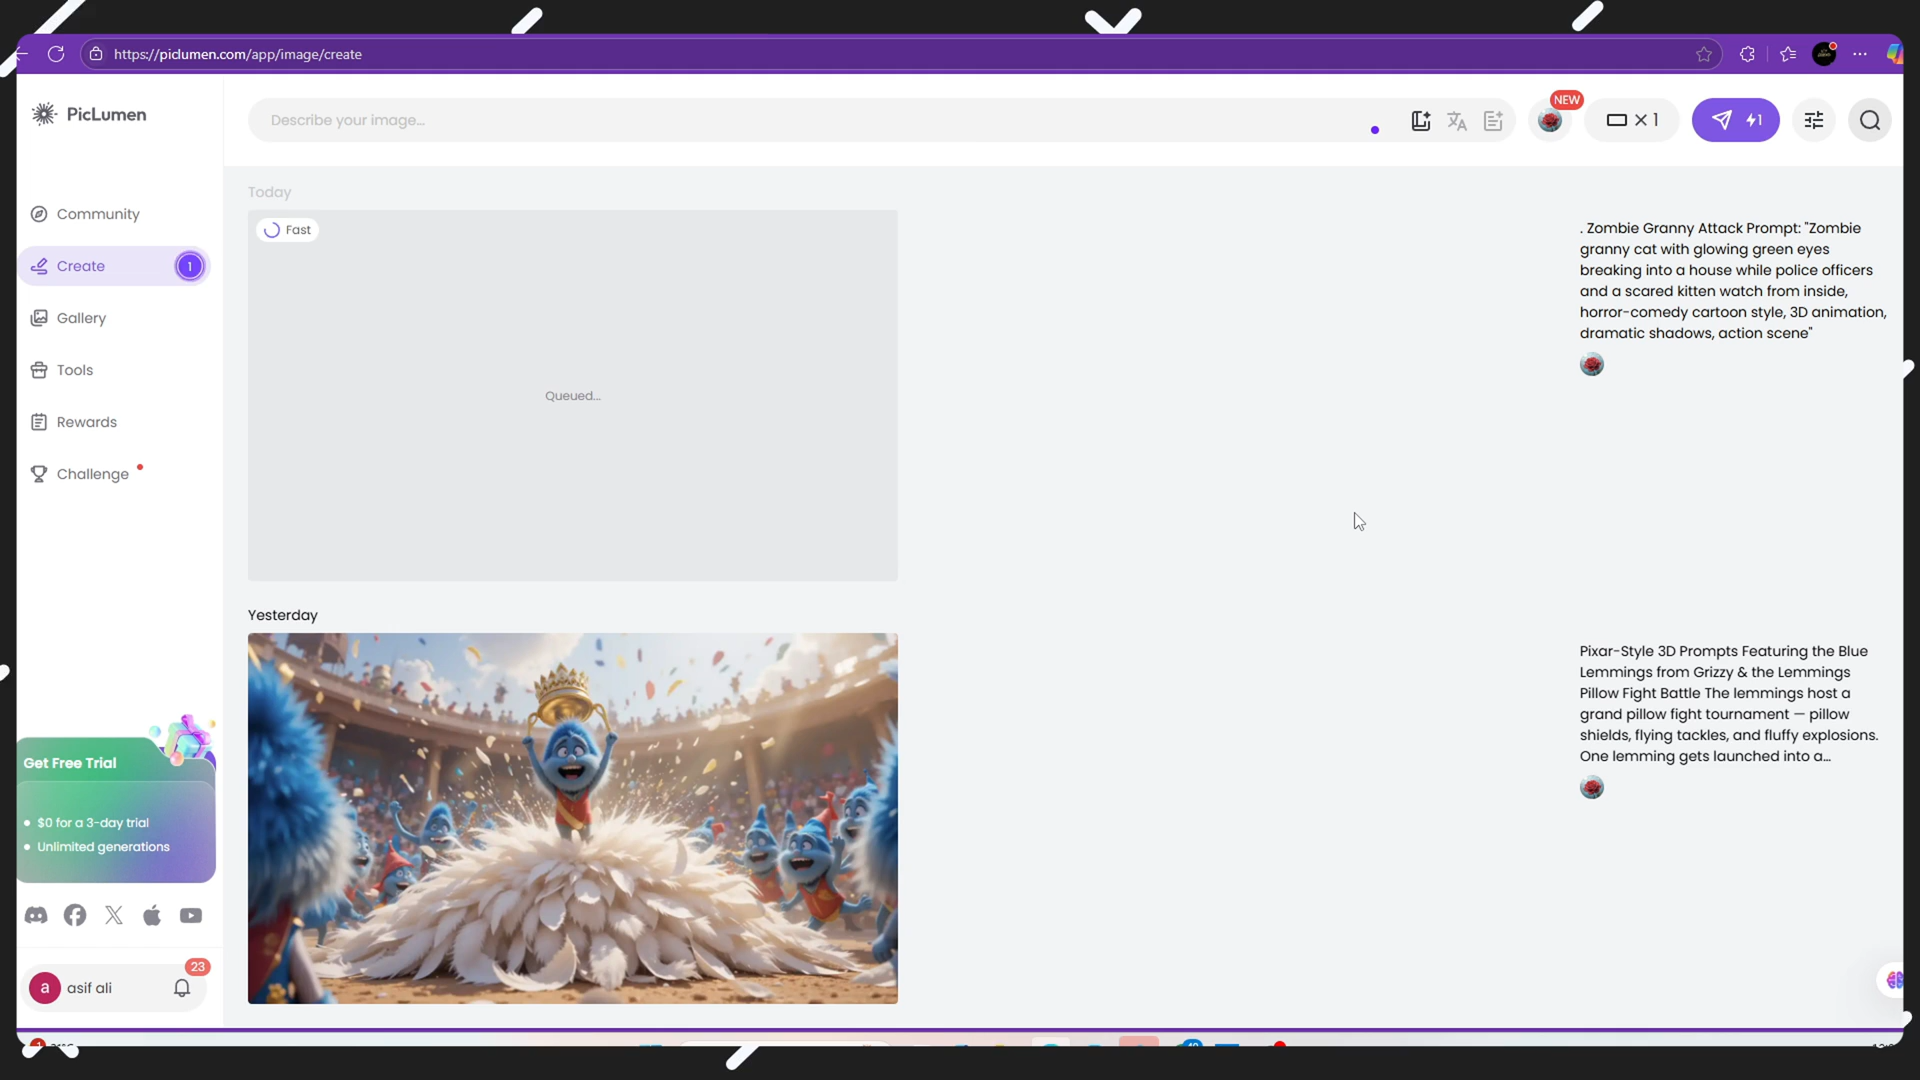 https://piclumen.com/app/image/create
PicLumen
Describe your image...
NEW
× 1
1
Today
Community
Fast
. Zombie Granny Attack Prompt: "Zombie
granny cat with glowing green eyes
breaking into a house while police officers
and a scared kitten watch from inside,
horror-comedy cartoon style, 3D animation,
dramatic shadows, action scene"
Create
1
Gallery
Tools
Queued...
Rewards
Challenge
Yesterday
Pixar-Style 3D Prompts Featuring the Blue
Lemmings from Grizzy & the Lemmings
Pillow Fight Battle The lemmings host a
grand pillow fight tournament — pillow
shields, flying tackles, and fluffy explosions.
One lemming gets launched into a...
Get Free Trial
$0 for a 3-day trial
Unlimited generations
23
a
asif ali